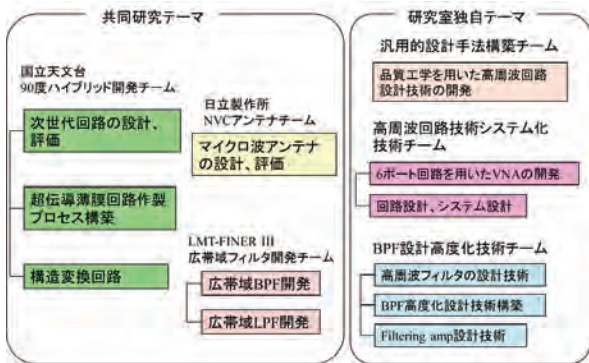 共同研究テーマ
国立天文台
90度ハイブリッド開発チーム
次世代回路の設計、
評価
超伝導薄膜回路作製
プロセス構築
構造変換回路
日立製作所
NVCアンテナチーム
マイクロ波アンテナ
の設計、評価
LMT-FINER III
広帯域フィルタ開発チーム
広帯域BPF開発
広帯域LPF開発
研究室独自テーマ
汎用的設計手法構築チーム
品質工学を用いた高周波回路
設計技術の開発
高周波回路技術システム化
技術チーム
6ポート回路を用いたVNAの開発
回路設計、システム設計
BPF設計高度化技術チーム
高周波フィルタの設計技術
BPF高度化設計技術構築
Filtering amp設計技術